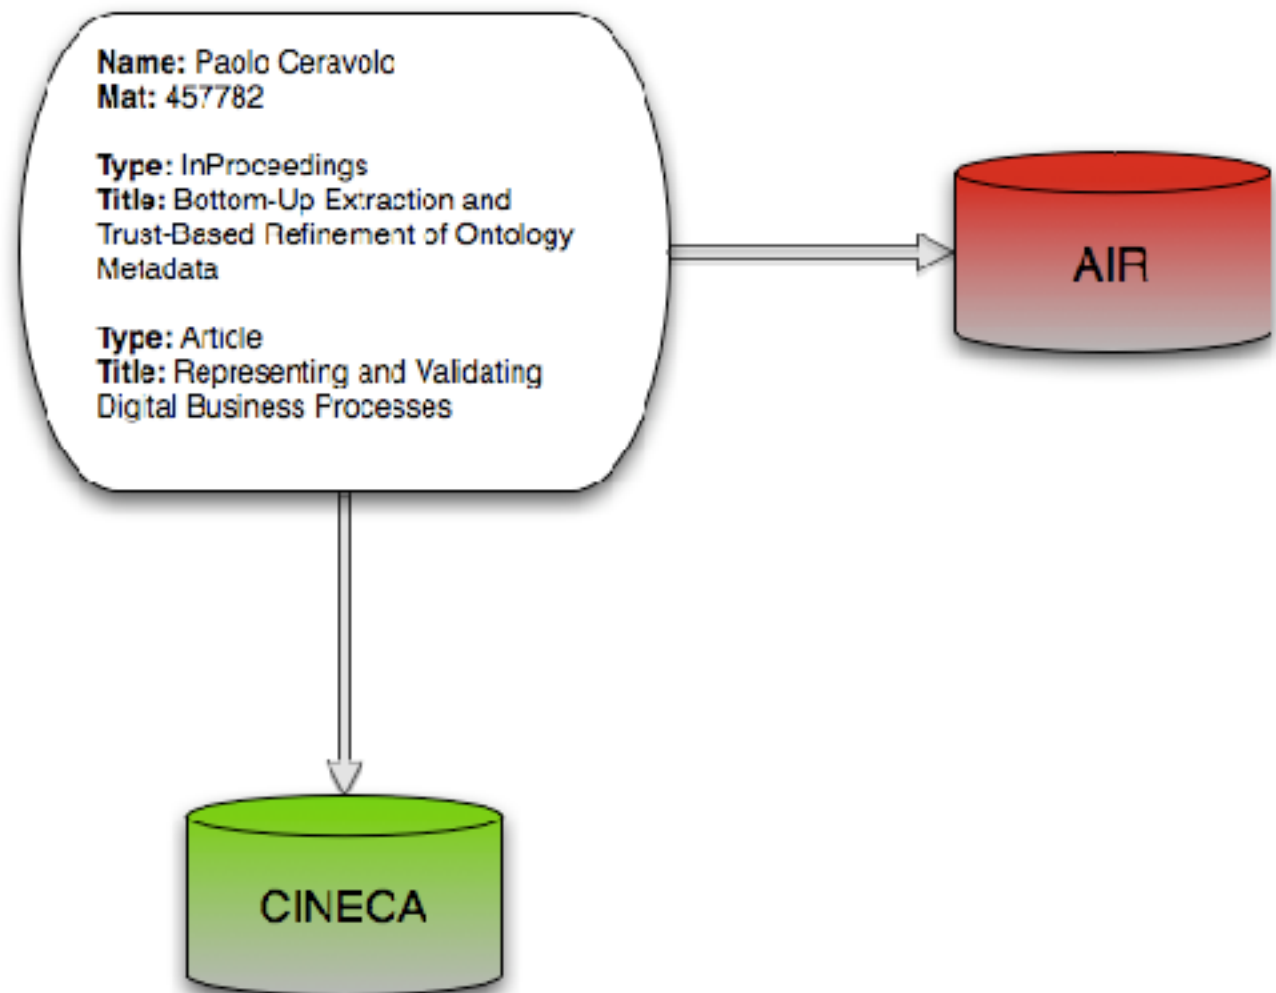 Name: Paolo Ceravolo
Mat: 457782
Type: InProceedings
Title: Bottom-Up Extraction and
Trust-Based Refinement of Ontology
Metadata
Type: Article
Title: Representing and Validating
Digital Business Processes
AIR
CINECA